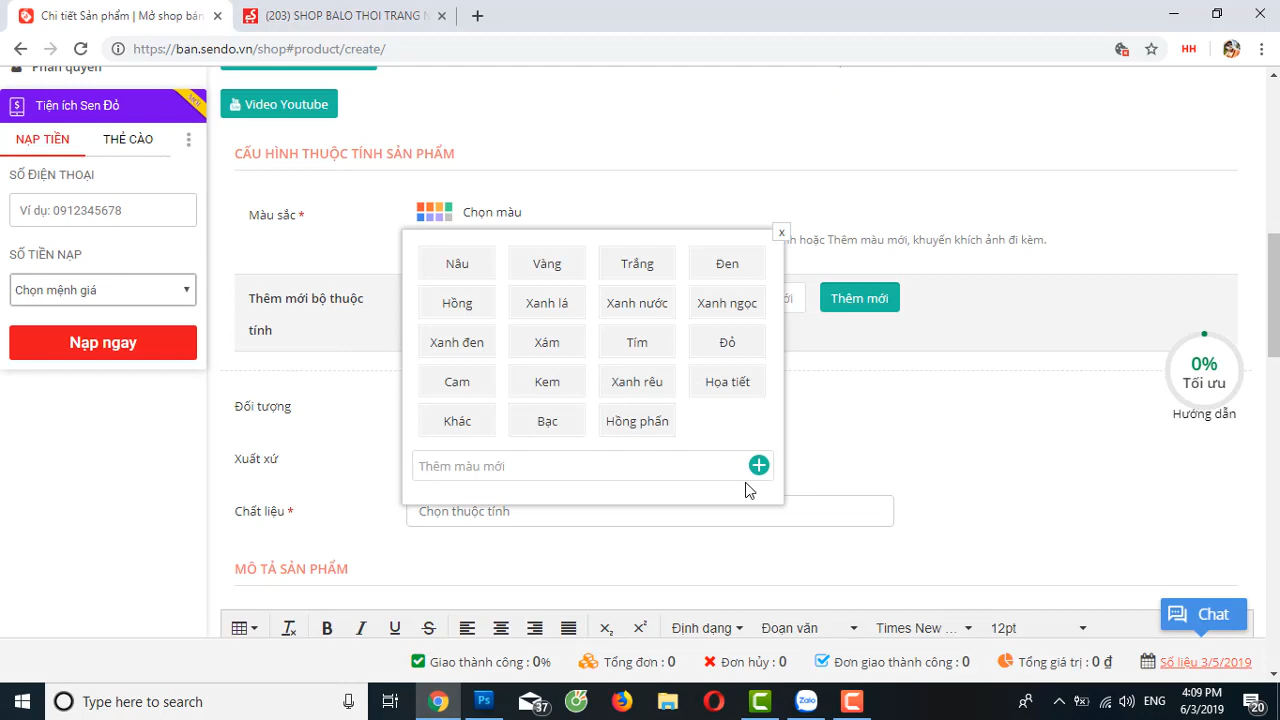 Chi tiết Sản phẩm | Mở shop bán
(203) SHOP BALO THOI TRANG
https://ban.sendo.vn/shop#product/create/
HH
Phân quyền
Tiện ích Sen Đỏ
MỚI
NẠP TIỀN
THẺ CÀO
SỐ ĐIỆN THOẠI
Ví dụ: 0912345678
SỐ TIỀN NẠP
Chọn mệnh giá
Nạp ngay
Video Youtube
CẤU HÌNH THUỘC TÍNH SẢN PHẨM
Màu sắc *
Chọn màu
x
hoặc Thêm màu mới, khuyến khích ảnh đi kèm.
Thêm mới bộ thuộc
tính
Thêm mới
Nâu
Vàng
Trắng
Đen
Hồng
Xanh lá
Xanh nước
Xanh ngọc
Xanh đen
Xám
Tím
Đỏ
Cam
Kem
Xanh rêu
Họa tiết
Khác
Bạc
Hồng phấn
Thêm màu mới
Đối tượng
Xuất xứ
Chất liệu *
Chọn thuộc tính
0%
Tối ưu
Hướng dẫn
MÔ TẢ SẢN PHẨM
Định dạng
Đoạn văn
Times New ...
12pt
Chat
Giao thành công : 0%
Tổng đơn : 0
Đơn hủy : 0
Đơn giao thành công : 0
Tổng giá trị : 0 đ
Số liệu 3/5/2019
Type here to search
37
ENG
4:09 PM
6/3/2019
20